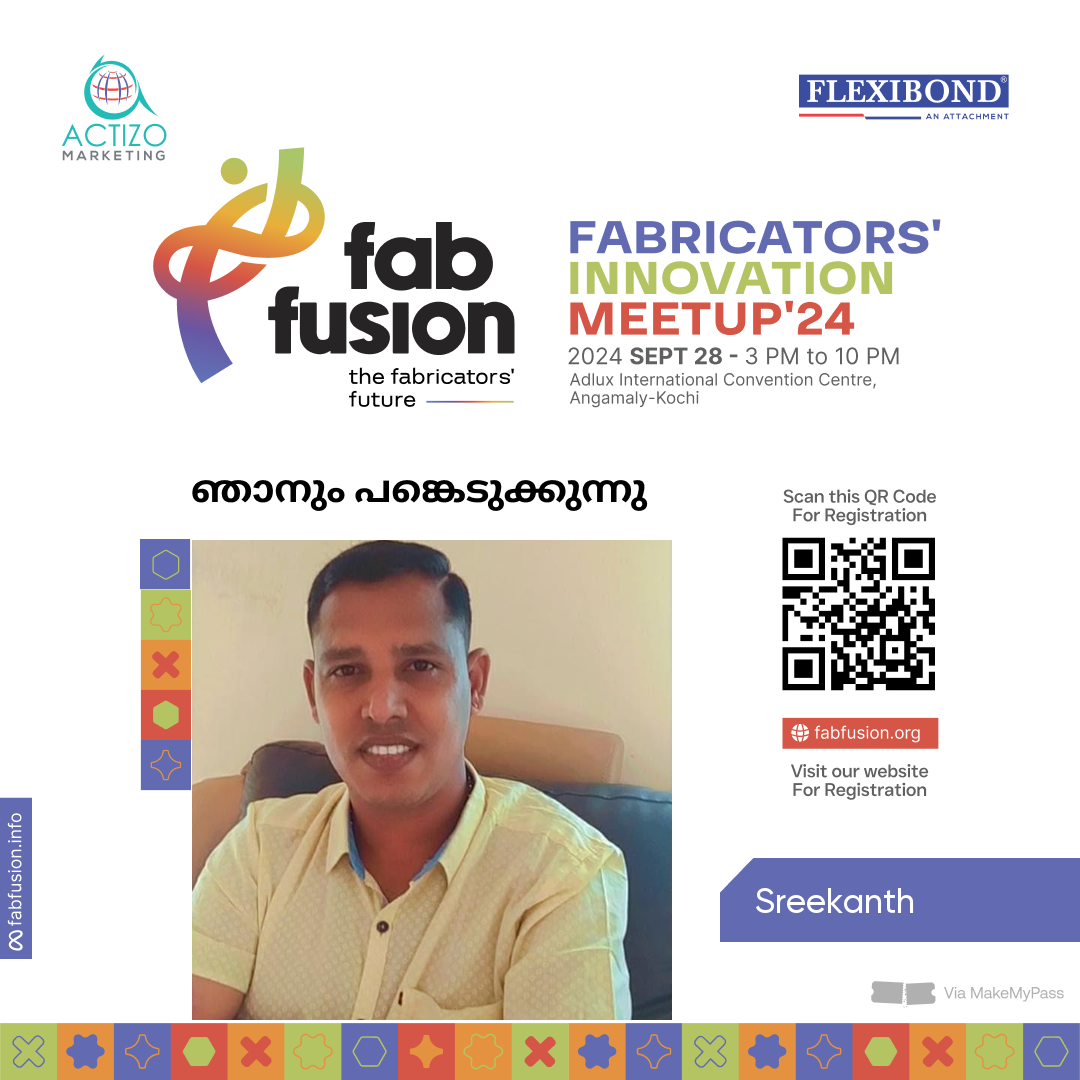 ACTIZO
MARKETING
FLEXIBOND®
AN ATTACHMENT
fab
fusion
the fabricators'
future
FABRICATORS'
INNOVATION
MEETUP'24
2024 SEPT 28 - 3 PM to 10 PM
Adlux International Convention Centre,
Angamaly-Kochi
ഞാനും പങ്കെടുക്കുന്നു
Scan this QR Code
For Registration
fabfusion.org
Visit our website
For Registration
fabfusion.info
Sreekanth
Via MakeMyPass